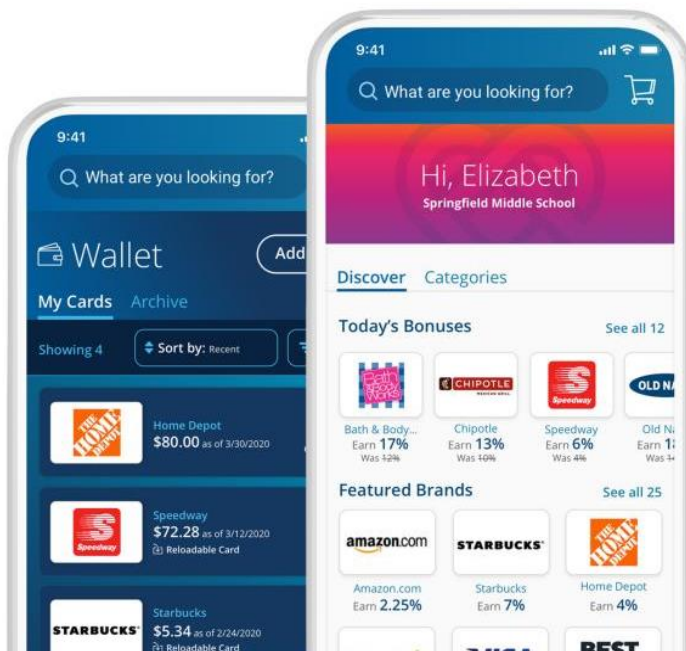 9:41
What are you looking for?
Wallet
Add
My Cards Archive
Showing 4
Sort by: Recent
THE HOME DEPOT
Home Depot
$80.00 as of 3/30/2020
Speedway
Speedway
$72.28 as of 3/12/2020
Reloadable Card
STARBUCKS
Starbucks
$5.34 as of 2/24/2020
Reloadable Card
9:41
What are you looking for?
Hi, Elizabeth
Springfield Middle School
Discover Categories
Today's Bonuses See all 12
Bath & Body Works
CHIPOTLE
MEXICAN GRILL
Speedway
OLD NA
Bath & Body... Chipotle Speedway Old Na
Earn 17% Earn 13% Earn 6% Earn
Was 12% Was 10% Was 4% Was
Featured Brands See all 25
amazon.com STARBUCKS THE HOME DEPOT
Amazon.com Starbucks Home Depot
Earn 2.25% Earn 7% Earn 4%
VISA BEST